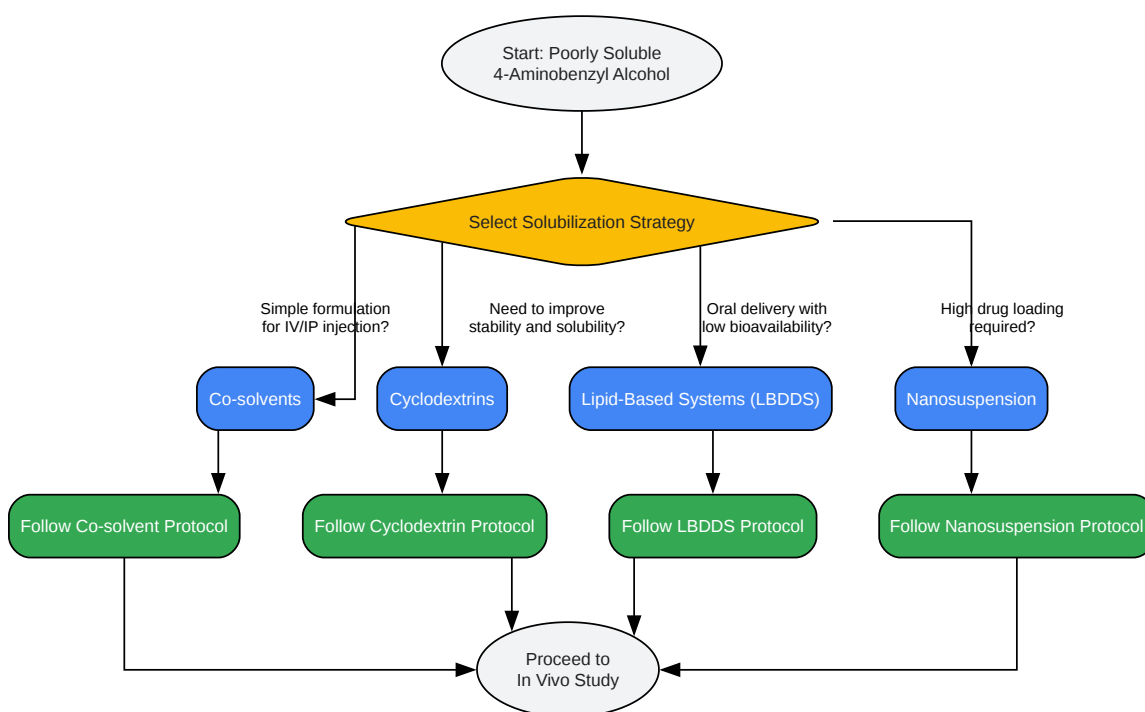 Start: Poorly Soluble
4-Aminobenzyl Alcohol
Select Solubilization Strategy
Simple formulation
for IV/IP injection?
Need to improve
stability and solubility?
Oral delivery with
low bioavailability?
High drug loading
required?
Co-solvents
Cyclodextrins
Lipid-Based Systems (LBDDS)
Nanosuspension
Follow Co-solvent Protocol
Follow Cyclodextrin Protocol
Follow LBDDS Protocol
Follow Nanosuspension Protocol
Proceed to
In Vivo Study